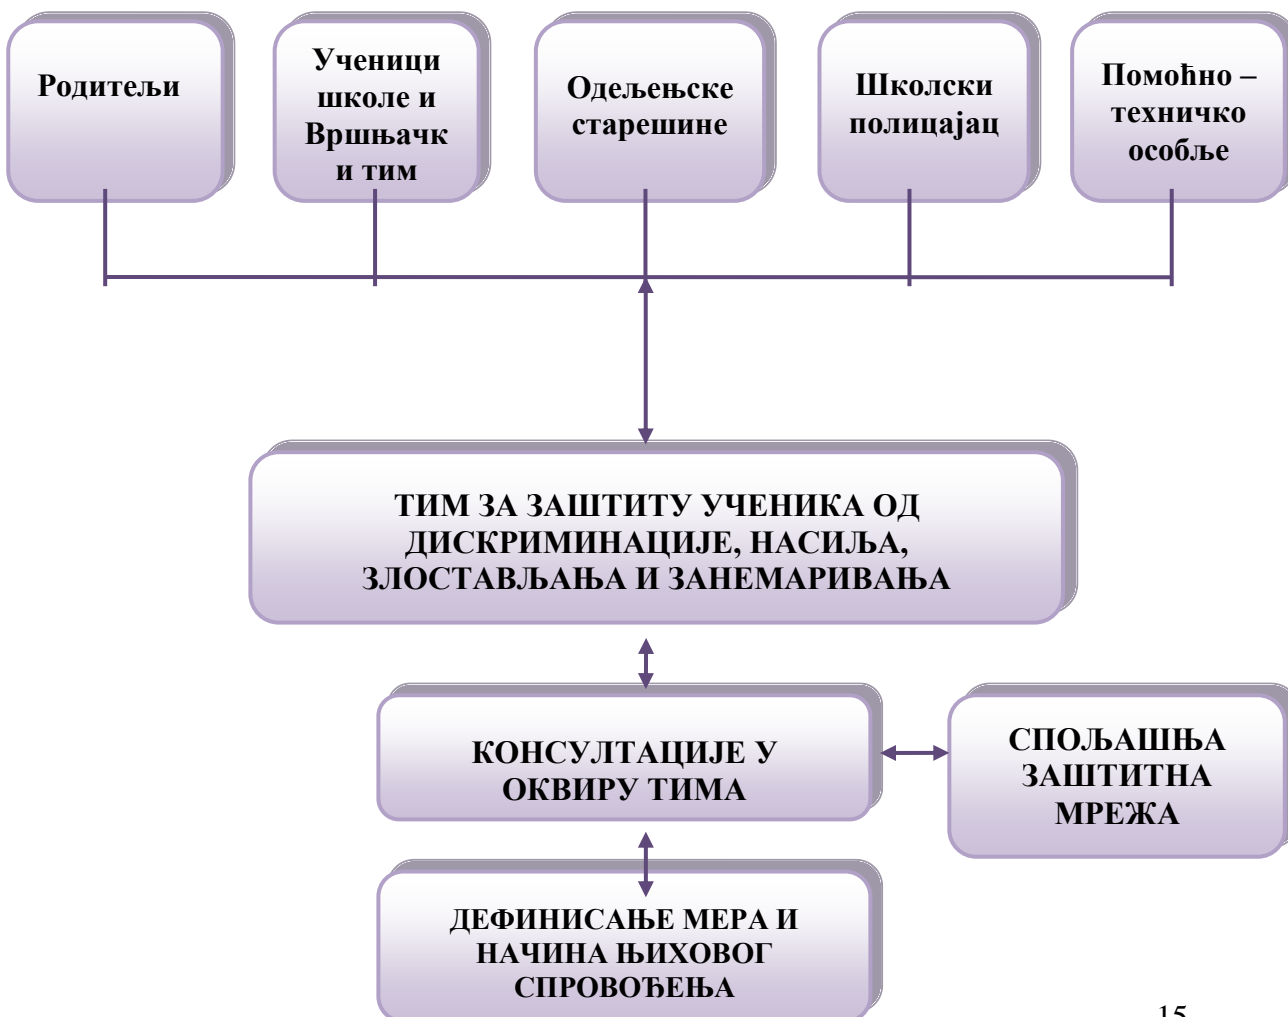 Родитељи
Ученици
школе и
Вршњачк
и тим
Одељењске
старешине
Школски
полицајац
Помоћно –
техничко
особље
ТИМ ЗА ЗАШТИТУ УЧЕНИКА ОД
ДИСКРИМИНАЦИЈЕ, НАСИЉА,
ЗЛОСТАВЉАЊА И ЗАНЕМАРИВАЊА
КОНСУЛТАЦИЈЕ У
ОКВИРУ ТИМА
СПОЉАШЊА
ЗАШТИТНА
МРЕЖА
ДЕФИНИСАЊЕ МЕРА И
НАЧИНА ЊИХОВОГ
СПРОВОЂЕЊА
15